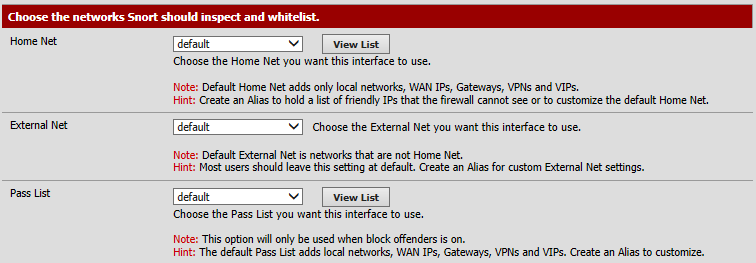 Choose the networks Snort should inspect and whitelist.
Home Net
default
View List
Choose the Home Net you want this interface to use.
Note: Default Home Net adds only local networks, WAN IPs, Gateways, VPNs and VIPs.
Hint: Create an Alias to hold a list of friendly IPs that the firewall cannot see or to customize the default Home Net.
External Net
default
Choose the External Net you want this interface to use.
Note: Default External Net is networks that are not Home Net.
Hint: Most users should leave this setting at default. Create an Alias for custom External Net settings.
Pass List
default
View List
Choose the Pass List you want this interface to use.
Note: This option will only be used when block offenders is on.
Hint: The default Pass List adds local networks, WAN IPs, Gateways, VPNs and VIPs. Create an Alias to customize.